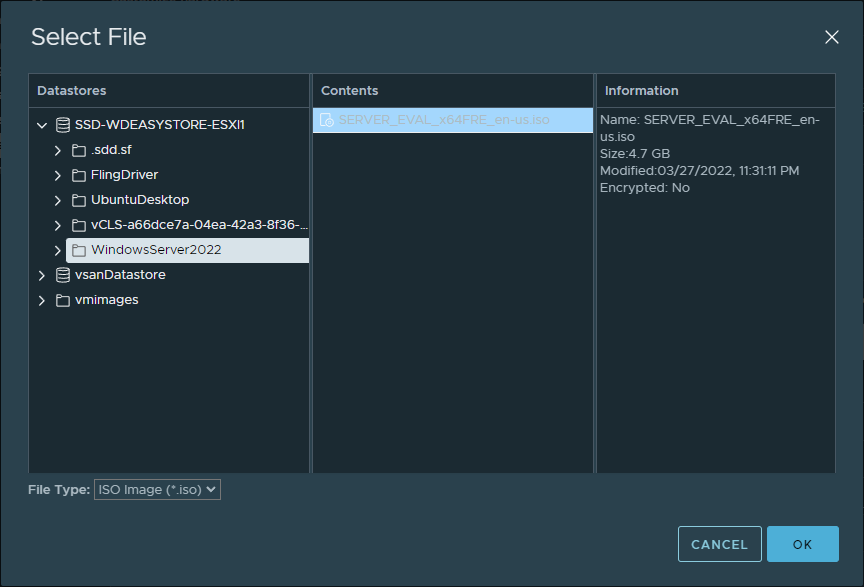 Select File
Datastores
Contents
Information
SSD-WDEASYSTORE-ESXI1
.sdd.sf
FlingDriver
UbuntuDesktop
vCLS-a66dce7a-04ea-42a3-8f36-...
WindowsServer2022
vsanDatastore
vmimages
SERVER_EVAL_x64FRE_en-us.iso
Name: SERVER_EVAL_x64FRE_en-
us.iso
Size:4.7 GB
Modified:03/27/2022, 11:31:11 PM
Encrypted: No
File Type: ISO Image (*.iso)
CANCEL
OK